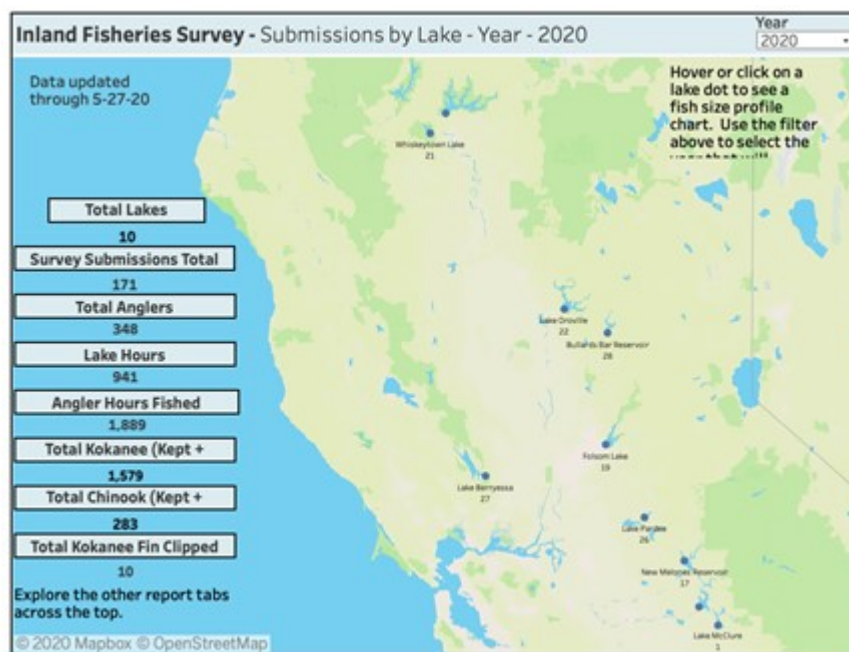 Inland Fisheries Survey - Submissions by Lake - Year - 2020
Year
2020
Data updated
through 5-27-20
Hover or click on a
lake dot to see a
fish size profile
chart. Use the filter
above to select the
Whiskeytown Lake
21
Total Lakes
10
Survey Submissions Total
171
Total Anglers
348
Lake Hours
941
Angler Hours Fished
1,889
Total Kokanee (Kept +
1,579
Total Chinook (Kept +
283
Total Kokanee Fin Clipped
10
Explore the other report tabs
across the top.
Lake Oroville
22
Bullards Bar Reservoir
28
Folsom Lake
19
Lake Berryessa
27
Lake Pardee
26
New Melones Reservoir
17
Lake McClure
1
© 2020 Mapbox © OpenStreetMap